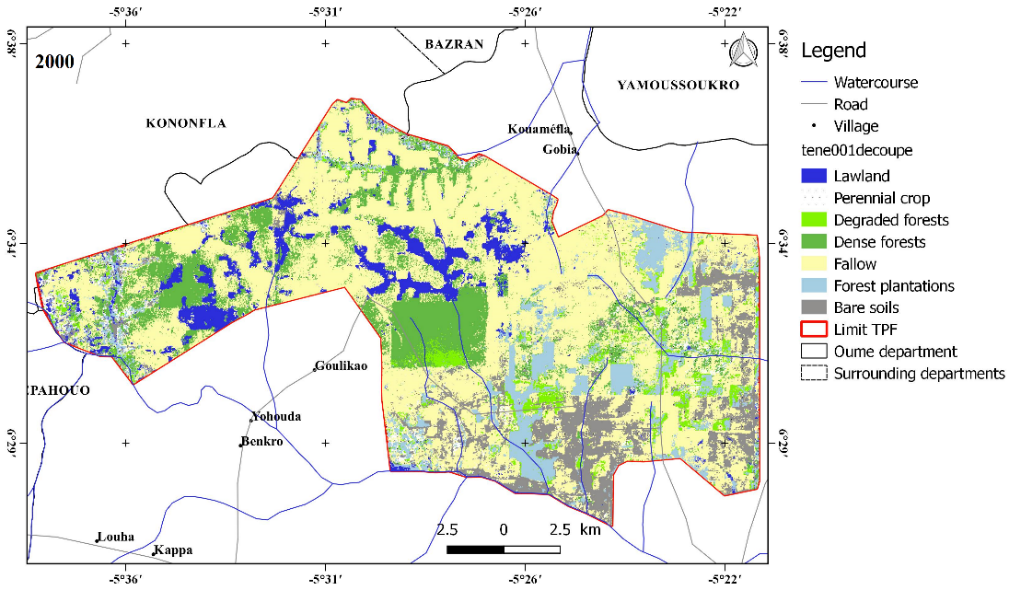 -5°36′ -5°31′ -5°26′ -5°22′
6°38′
2000
BAZRAN
YAMOUSSOUKRO
KONONFLA
Kouaméfla
Gobia
6°34′
34′
Goulikao
PAHOUO
Yohouda
Benkro
6°29′
6°29′
2.5 0 2.5 km
Louha
Kappa
-5°36′ -5°31′ -5°26′ -5°22′
Legend
Watercourse
Road
Village
tene001decoupe
Lawland
Perennial crop
Degraded forests
Dense forests
Fallow
Forest plantations
Bare soils
Limit TPF
Oume department
Surrounding departments